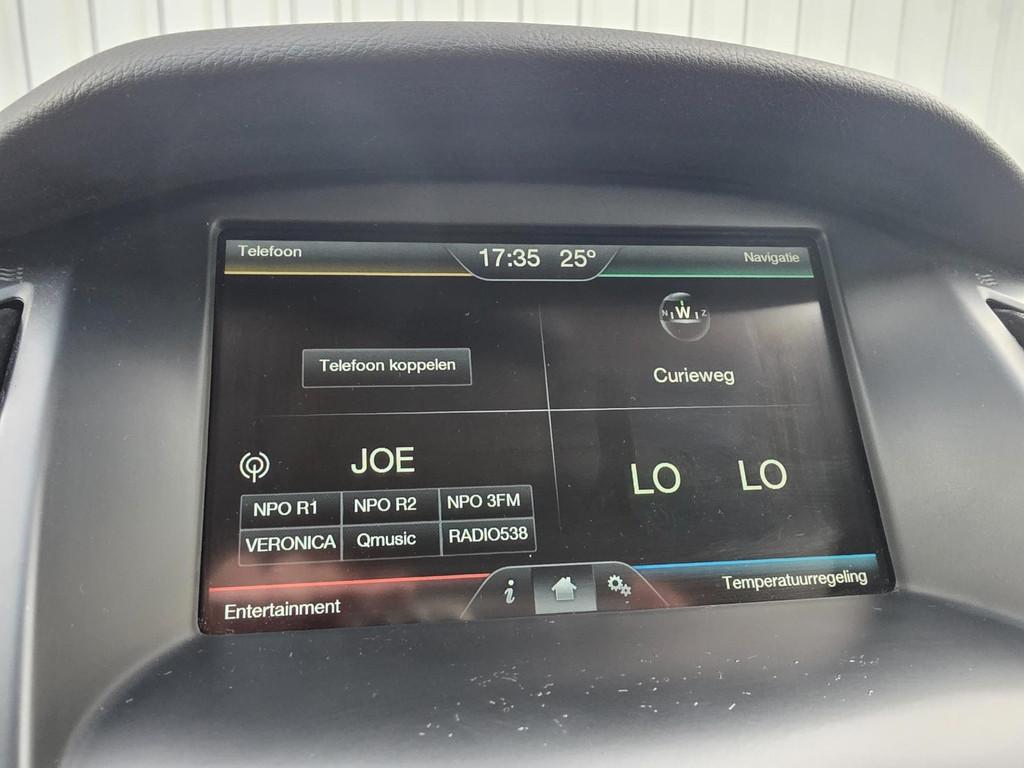 Telefoon
17:35 25º
Navigatie
N W Z
Telefoon koppelen
Curieweg
JOE
LO LO
NPO R1 NPO R2 NPO 3FM
VERONICA Qmusic RADIO538
Entertainment
i
Temperatuurregeling